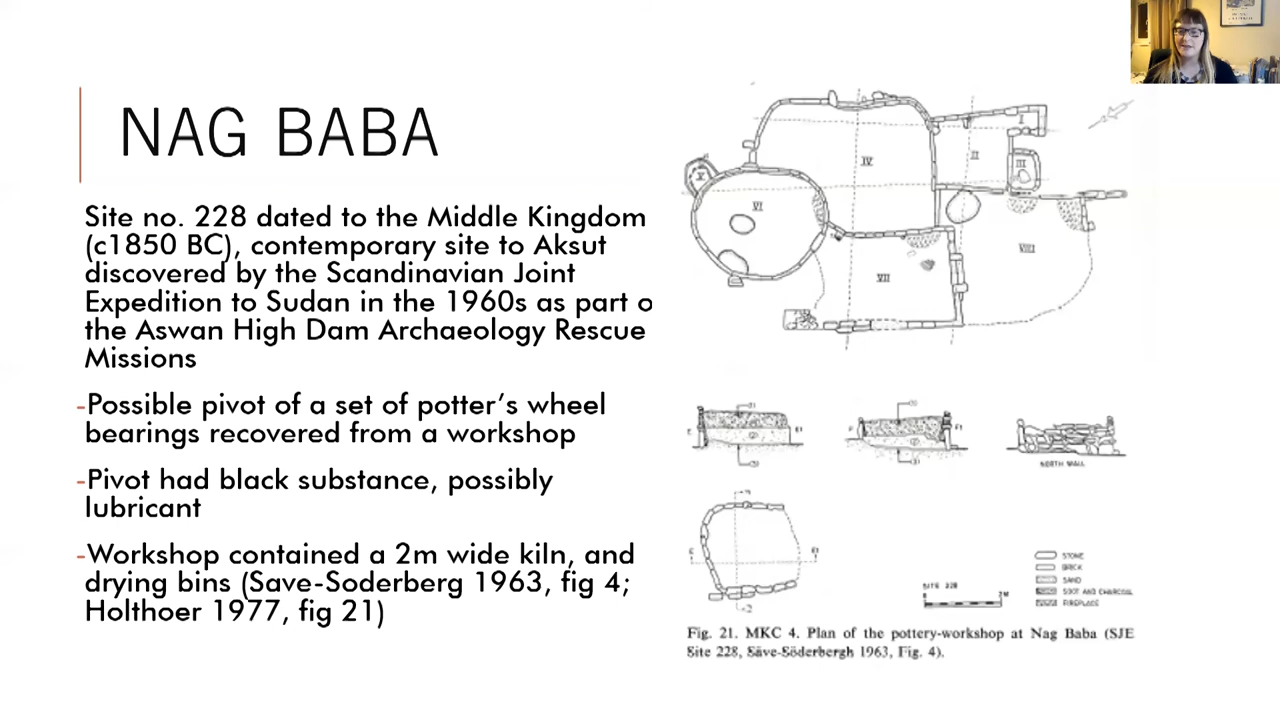 NAG BABA
Site no. 228 dated to the Middle Kingdom
(c1850 BC), contemporary site to Aksut
discovered by the Scandinavian Joint
Expedition to Sudan in the 1960s as part o
the Aswan High Dam Archaeology Rescue
Missions
-Possible pivot of a set of potter's wheel
bearings recovered from a workshop
-Pivot had black substance, possibly
lubricant
-Workshop contained a 2m wide kiln, and
drying bins (Save-Soderberg 1963, fig 4;
Holthoer 1977, fig 21)
I
II
III
IV
V
VI
VII
VIII
NORTH WALL
STONE
BRICK
SAND
SOOT AND CHARCOAL
FIREPLACE
SITE 228
0 2M
Fig. 21. MKC 4. Plan of the pottery-workshop at Nag Baba (SJE
Site 228, Säve-Söderbergh 1963, Fig. 4).